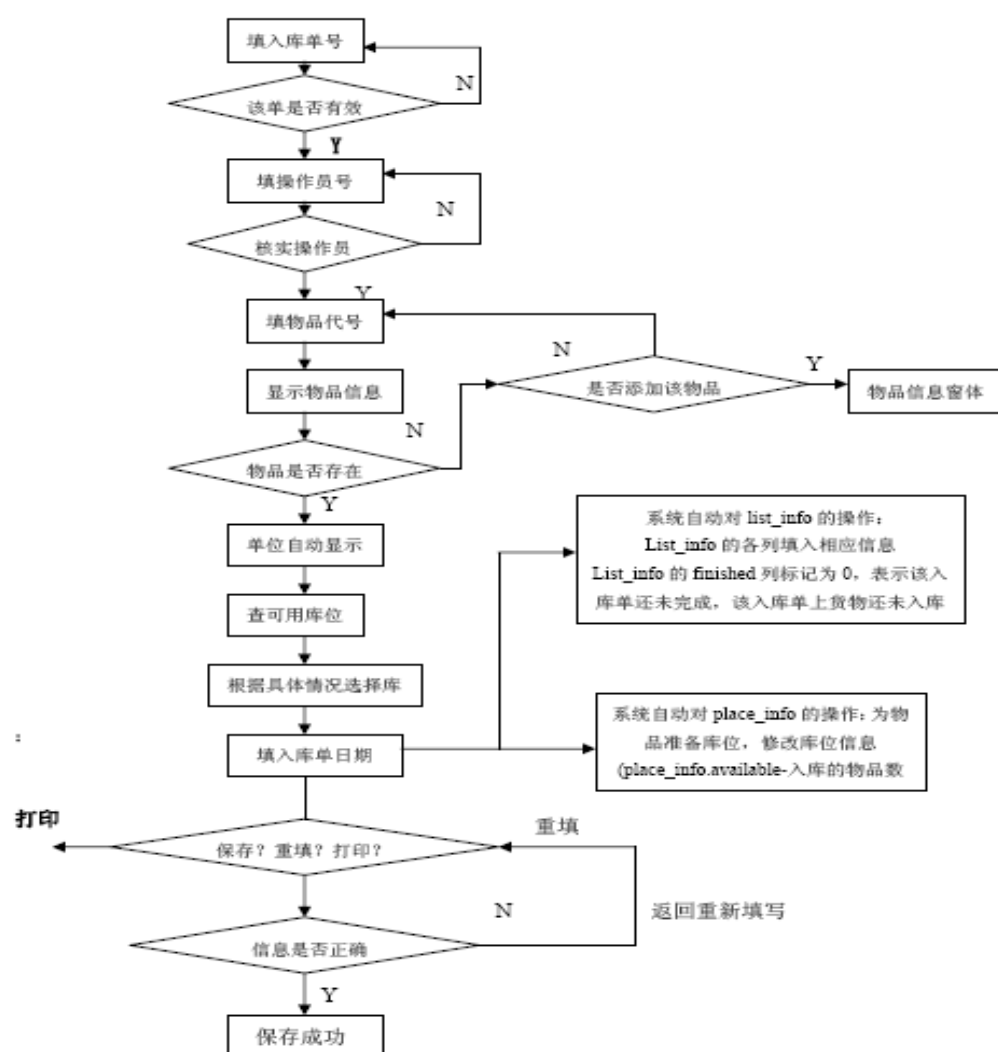 填入库单号
N
该单是否有效
Y
填操作员号
N
核实操作员
Y
填物品代号
N
Y
显示物品信息
是否添加该物品
物品信息窗体
N
物品是否存在
Y
系统自动对 list_info 的操作：
List_info 的各列填入相应信息
List_info 的 finished 列标记为 0，表示该入
库单还未完成，该入库单上货物还未入库
单位自动显示
查可用库位
根据具体情况选择库
系统自动对 place_info 的操作：为物
品准备库位，修改库位信息
(place_info.available-入库的物品数
:
填入库单日期
打印
重填
保存？重填？打印？
N
返回重新填写
信息是否正确
Y
保存成功